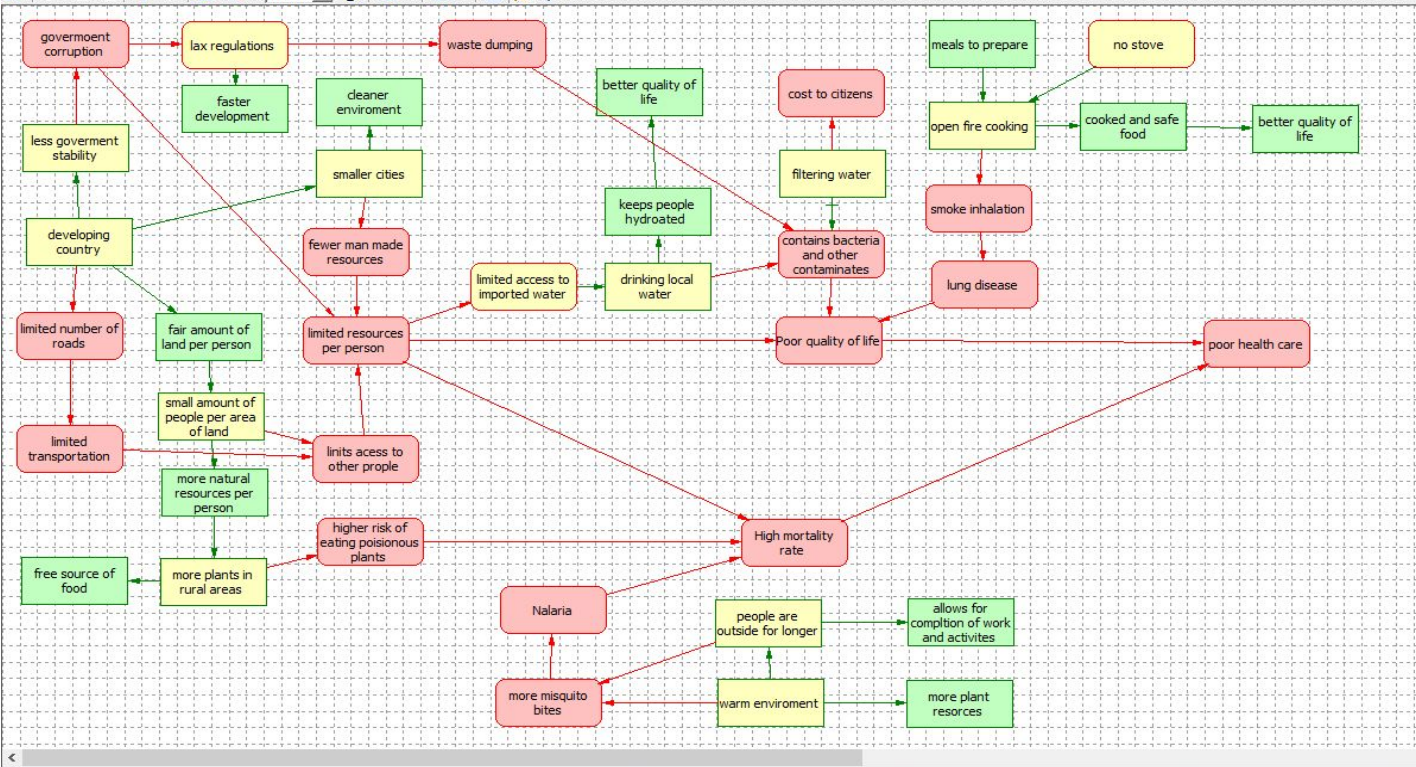 goverment
corruption
lax regulations
waste dumping
meals to prepare
no stove
faster
development
cleaner
enviroment
better quality of
life
cost to citizens
open fire cooking
cooked and safe
food
better quality of
life
less goverment
stability
smaller cities
filtering water
smoke inhalation
keeps people
hydroated
developing
country
fewer man made
resources
contains bacteria
and other
contaminates
limited access to
imported water
drinking local
water
lung disease
limited number of
roads
fair amount of
land per person
limited resources
per person
Poor quality of life
poor health care
small amount of
people per area
of land
limited
transportation
linits acess to
other prople
more natural
resources per
person
higher risk of
eating poisionous
plants
High mortality
rate
free source of
food
more plants in
rural areas
Nalaria
people are
outside for longer
allows for
compltion of work
and activites
more misquito
bites
warm enviroment
more plant
resorces